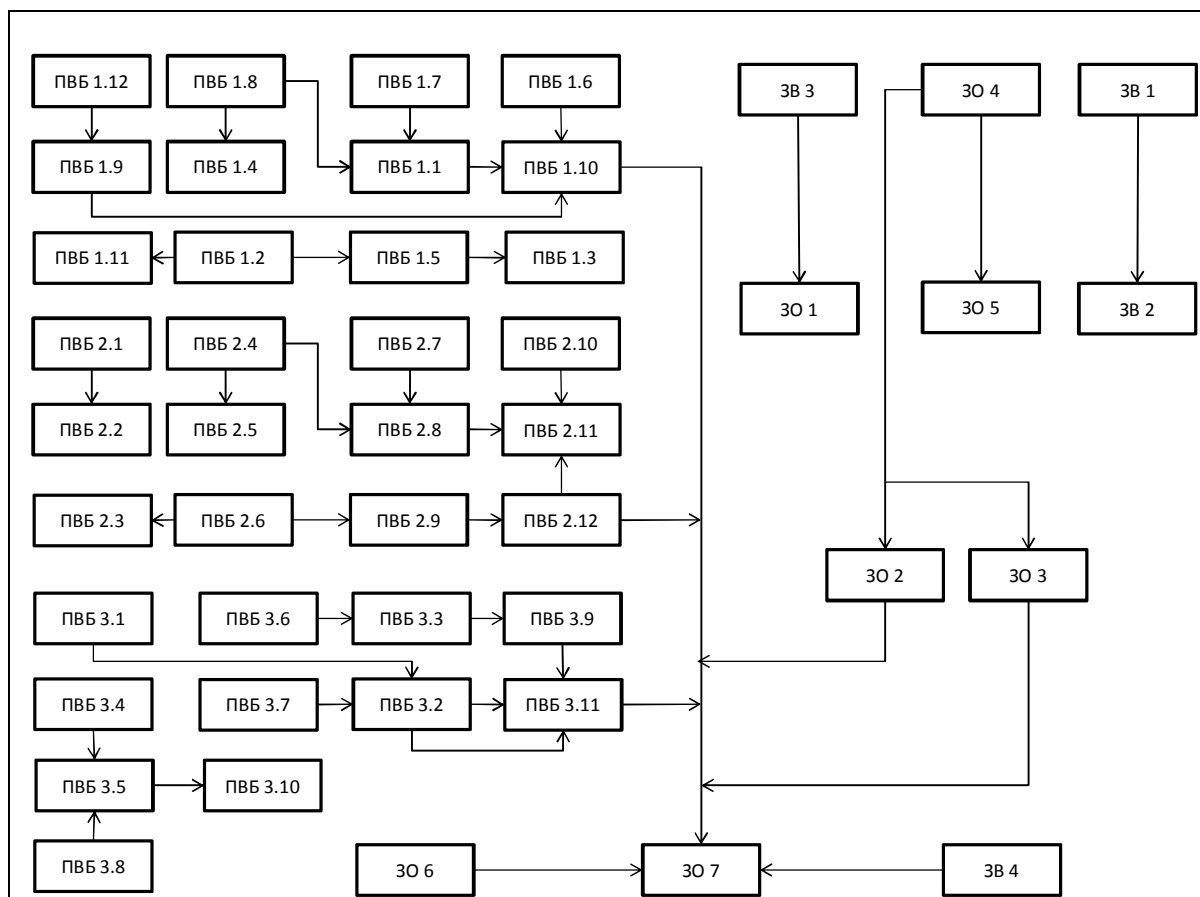 ПВБ 1.12
ПВБ 1.8
ПВБ 1.7
ПВБ 1.6
ЗВ 3
ЗО 4
ЗВ 1
ПВБ 1.9
ПВБ 1.4
ПВБ 1.1
ПВБ 1.10
ПВБ 1.11
ПВБ 1.2
ПВБ 1.5
ПВБ 1.3
ЗО 1
ЗО 5
ЗВ 2
ПВБ 2.1
ПВБ 2.4
ПВБ 2.7
ПВБ 2.10
ПВБ 2.2
ПВБ 2.5
ПВБ 2.8
ПВБ 2.11
ПВБ 2.3
ПВБ 2.6
ПВБ 2.9
ПВБ 2.12
ЗО 2
ЗО 3
ПВБ 3.1
ПВБ 3.6
ПВБ 3.3
ПВБ 3.9
ПВБ 3.4
ПВБ 3.7
ПВБ 3.2
ПВБ 3.11
ПВБ 3.5
ПВБ 3.10
ПВБ 3.8
ЗО 6
ЗО 7
ЗВ 4